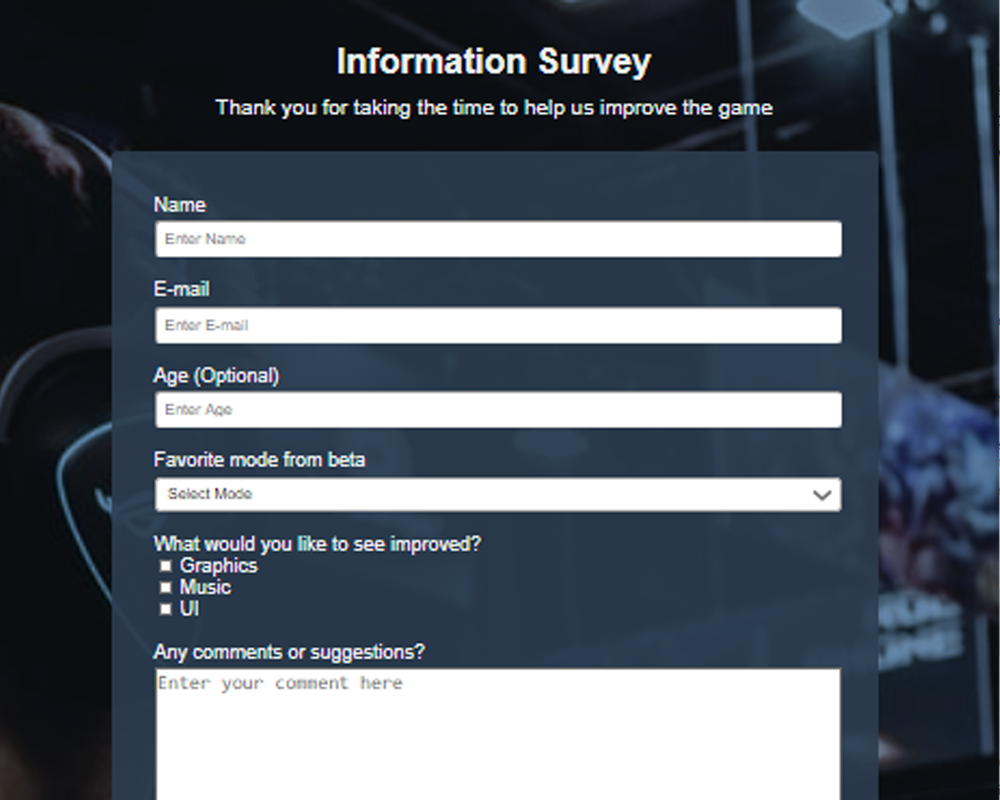 Information Survey
Thank you for taking the time to help us improve the game
Name
Enter Name
E-mail
Enter E-mail
Age (Optional)
Enter Age
Favorite mode from beta
Select Mode
What would you like to see improved?
Graphics
Music
UI
Any comments or suggestions?
Enter your comment here